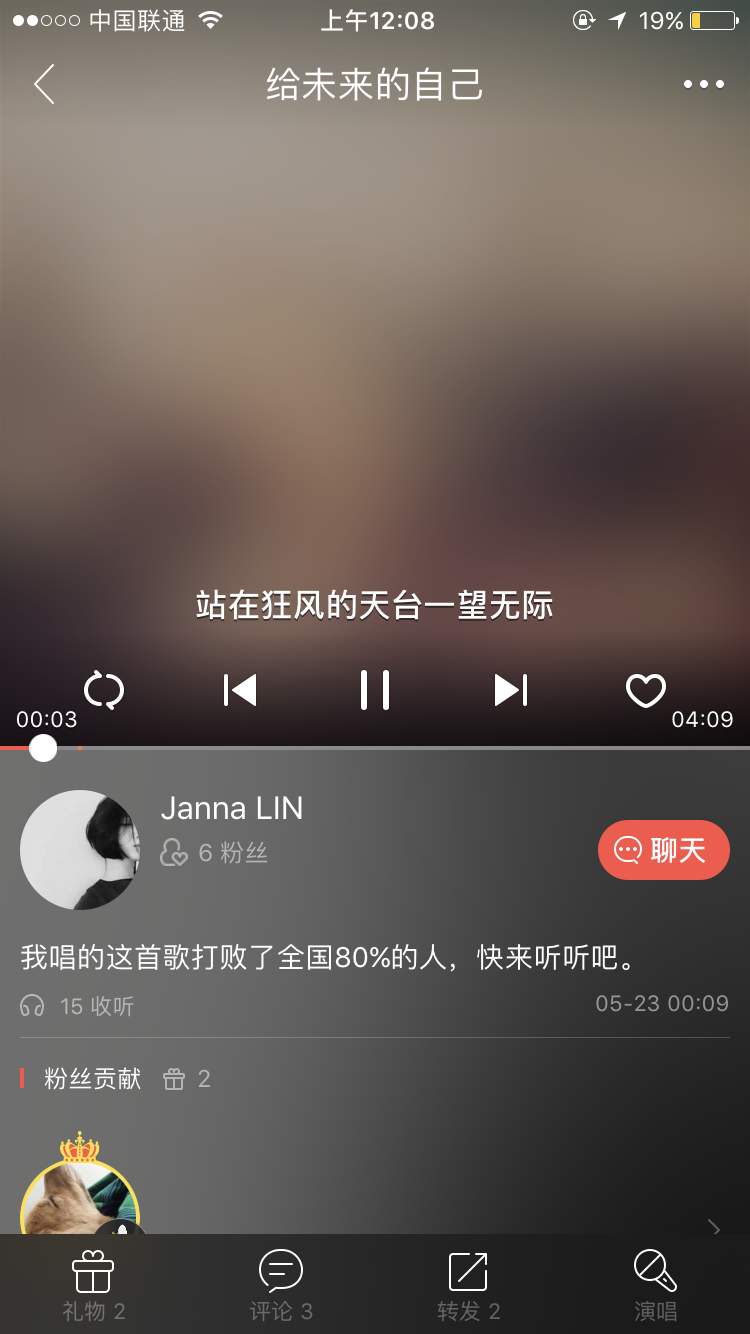 中国联通 上午12:08 19%
给未来的自己
站在狂风的天台一望无际
00:03 04:09
Janna LIN
6 粉丝
聊天
我唱的这首歌打败了全国80%的人，快来听听吧。
15 收听 05-23 00:09
粉丝贡献 2
礼物 2 评论 3 转发 2 演唱